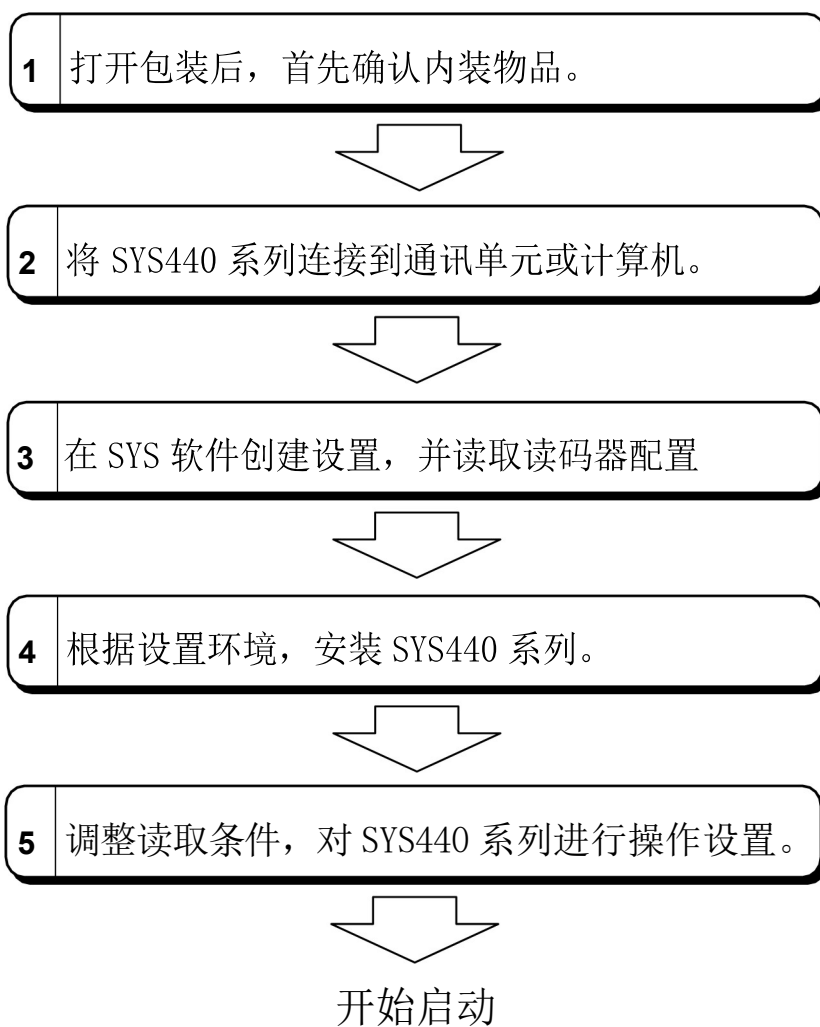 1 打开包装后，首先确认内装物品。
2 将 SYS440 系列连接到通讯单元或计算机。
3 在 SYS 软件创建设置，并读取读码器配置
4 根据设置环境，安装 SYS440 系列。
5 调整读取条件，对 SYS440 系列进行操作设置。
开始启动